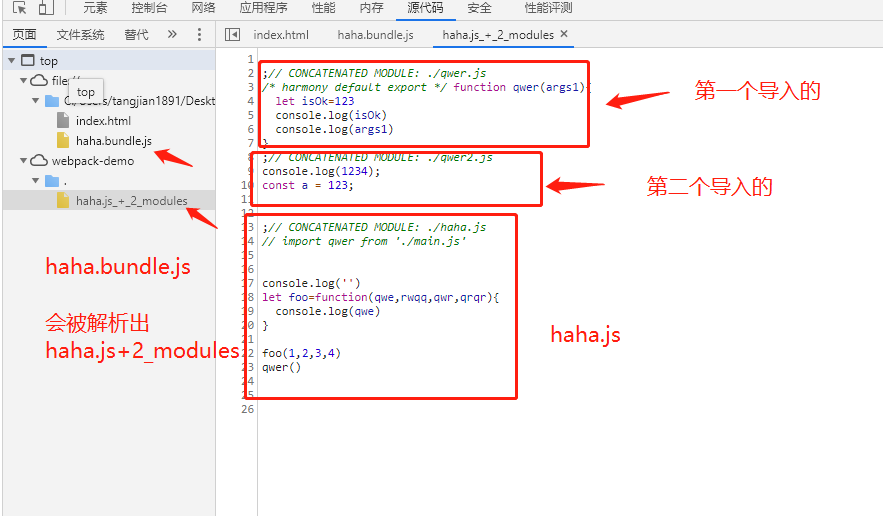 元素 控制台 网络 应用程序 性能 内存 源代码 安全 性能评测
页面 文件系统 替代 » index.html haha.bundle.js haha.js_+_2_modules ×
top
file://
top
C:/Users/tangjian1891/Deskt
index.html
haha.bundle.js
webpack-demo
.
haha.js_+_2_modules
haha.bundle.js
会被解析出
haha.js+2_modules
1
2 ;// CONCATENATED MODULE: ./qwer.js
3 /* harmony default export */ function qwer(args1){
4 let isOk=123
5 console.log(isOk)
6 console.log(args1)
7 }
8 ;// CONCATENATED MODULE: ./qwer2.js
9 console.log(1234);
10 const a = 123;
11
12
13 ;// CONCATENATED MODULE: ./haha.js
14 // import qwer from './main.js'
15
16
17 console.log('')
18 let foo=function(qwe,rwqq,qwr,qrqr){
19 console.log(qwe)
20 }
21
22 foo(1,2,3,4)
23 qwer()
24
25
26
第一个导入的
第二个导入的
haha.js